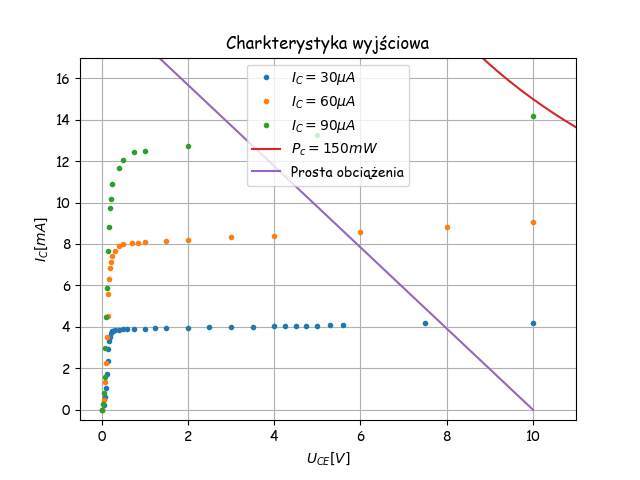 Charkterystyka wyjściowa
I_C = 30μA
I_C = 60μA
I_C = 90μA
P_c = 150mW
Prosta obciążenia
I_C[mA]
16
14
12
10
8
6
4
2
0
0 2 4 6 8 10
U_CE[V]